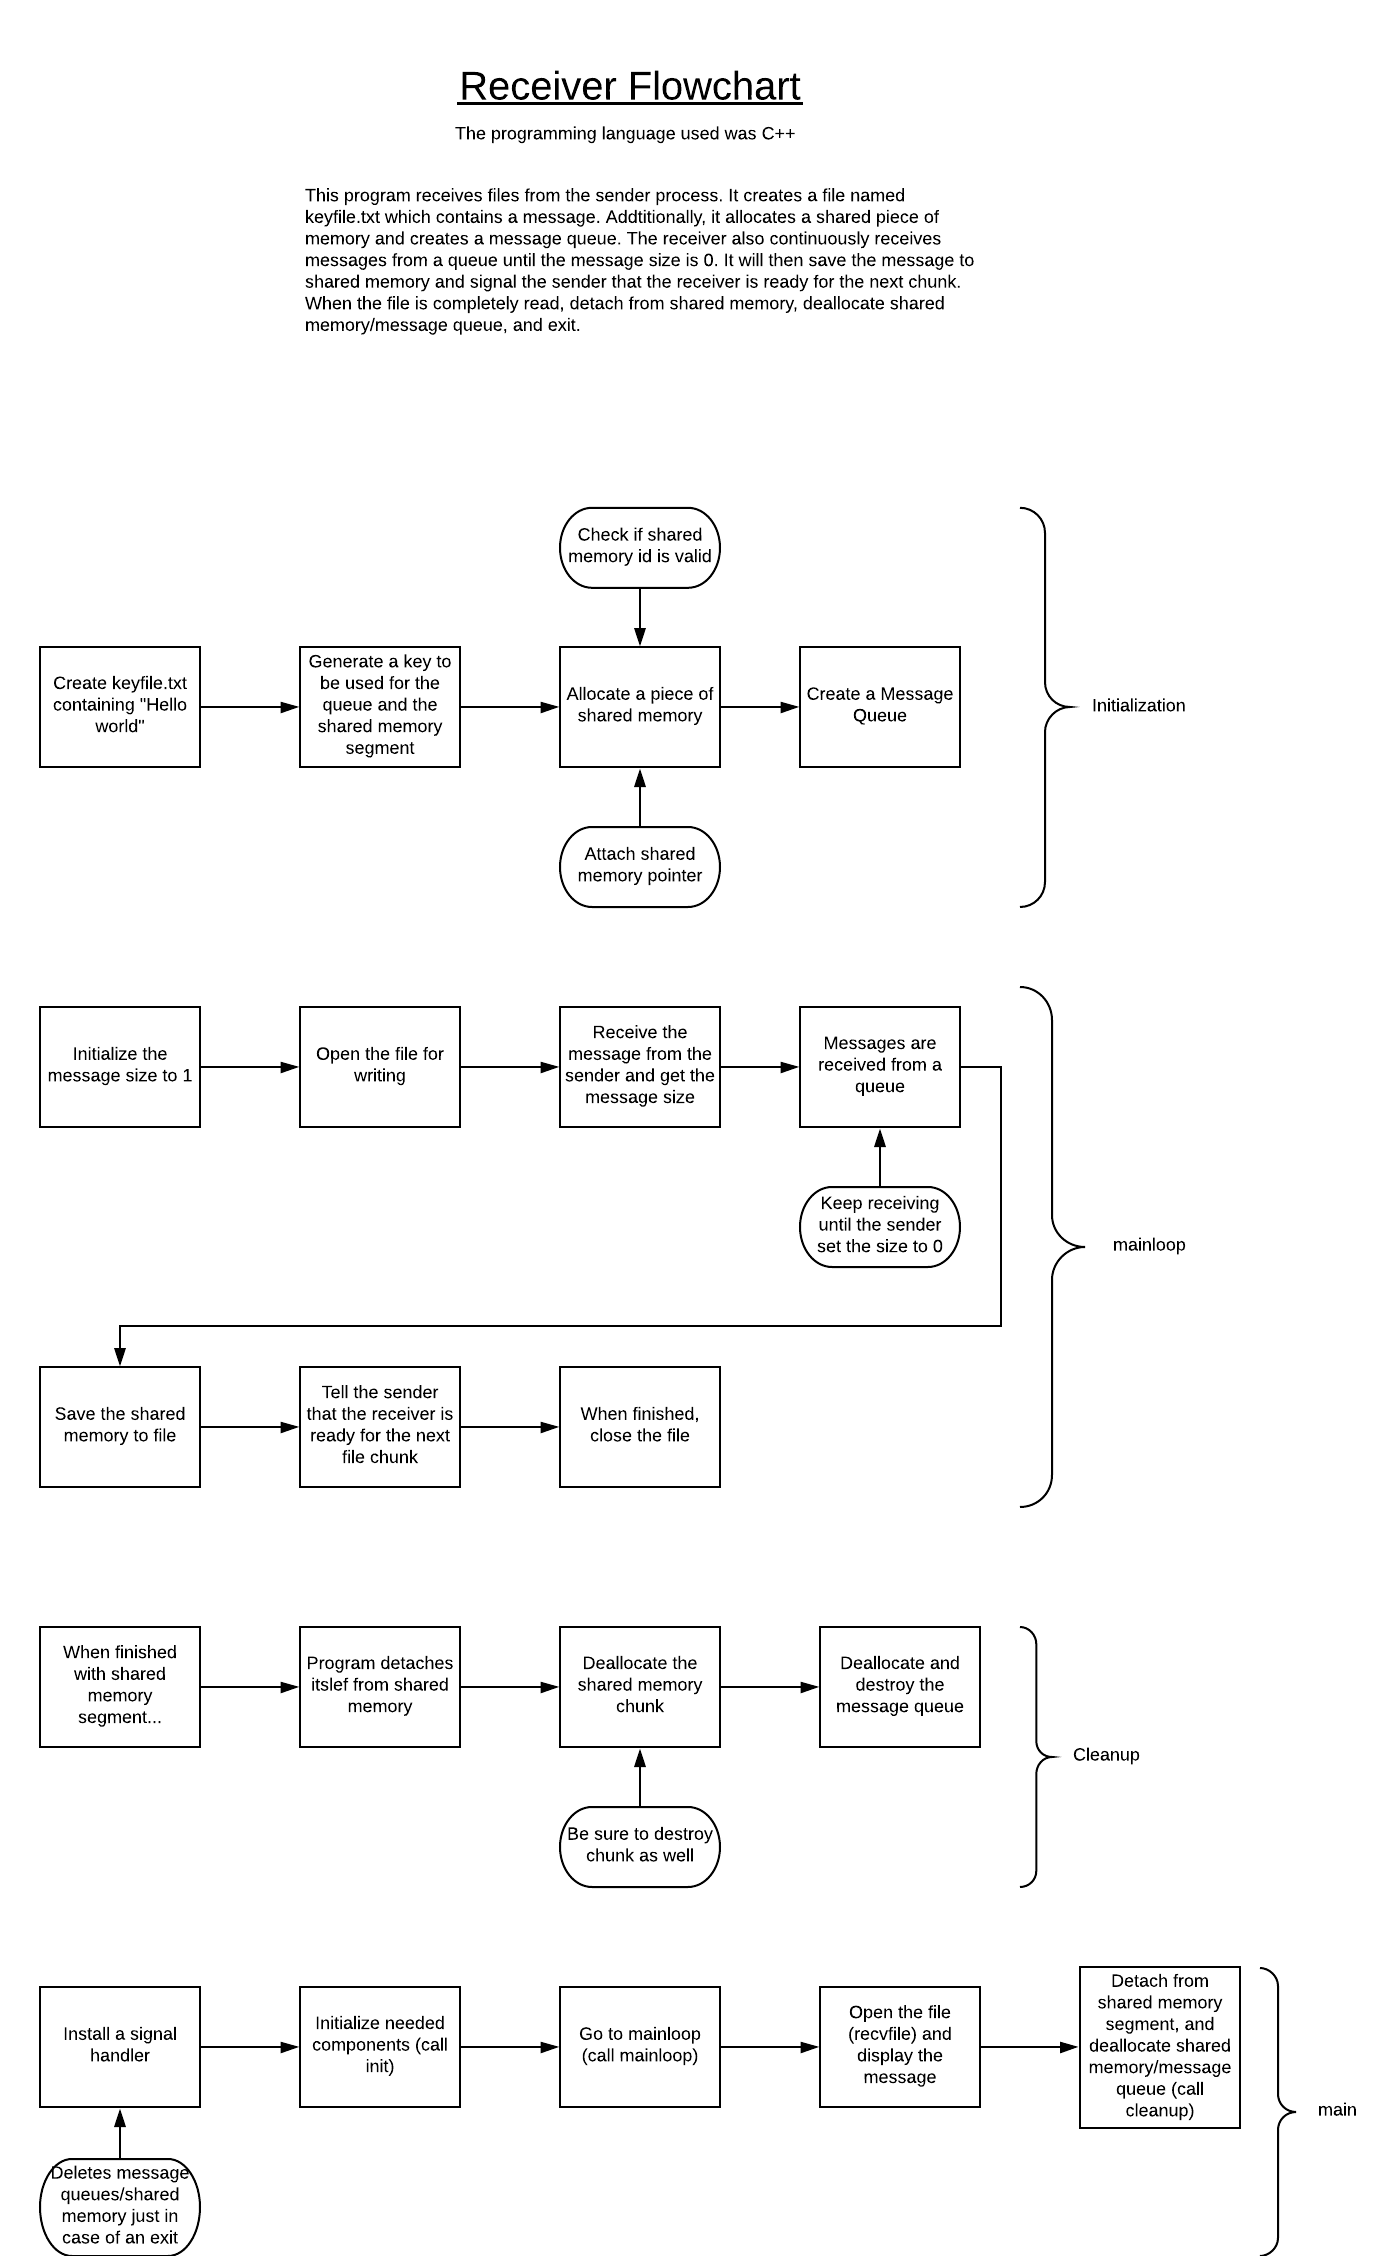 Receiver Flowchart
The programming language used was C++
This program receives files from the sender process. It creates a file named
keyfile.txt which contains a message. Addtitionally, it allocates a shared piece of
memory and creates a message queue. The receiver also continuously receives
messages from a queue until the message size is 0. It will then save the message to
shared memory and signal the sender that the receiver is ready for the next chunk.
When the file is completely read, detach from shared memory, deallocate shared
memory/message queue, and exit.
Check if shared
memory id is valid
Create keyfile.txt
containing "Hello
world"
Generate a key to
be used for the
queue and the
shared memory
segment
Allocate a piece of
shared memory
Create a Message
Queue
Initialization
Attach shared
memory pointer
Initialize the
message size to 1
Open the file for
writing
Receive the
message from the
sender and get the
message size
Messages are
received from a
queue
Keep receiving
until the sender
set the size to 0
mainloop
Save the shared
memory to file
Tell the sender
that the receiver is
ready for the next
file chunk
When finished,
close the file
When finished
with shared
memory
segment...
Program detaches
itslef from shared
memory
Deallocate the
shared memory
chunk
Deallocate and
destroy the
message queue
Cleanup
Be sure to destroy
chunk as well
Install a signal
handler
Initialize needed
components (call
init)
Go to mainloop
(call mainloop)
Open the file
(recvfile) and
display the
message
Detach from
shared memory
segment, and
deallocate shared
memory/message
queue (call
cleanup)
main
Deletes message
queues/shared
memory just in
case of an exit